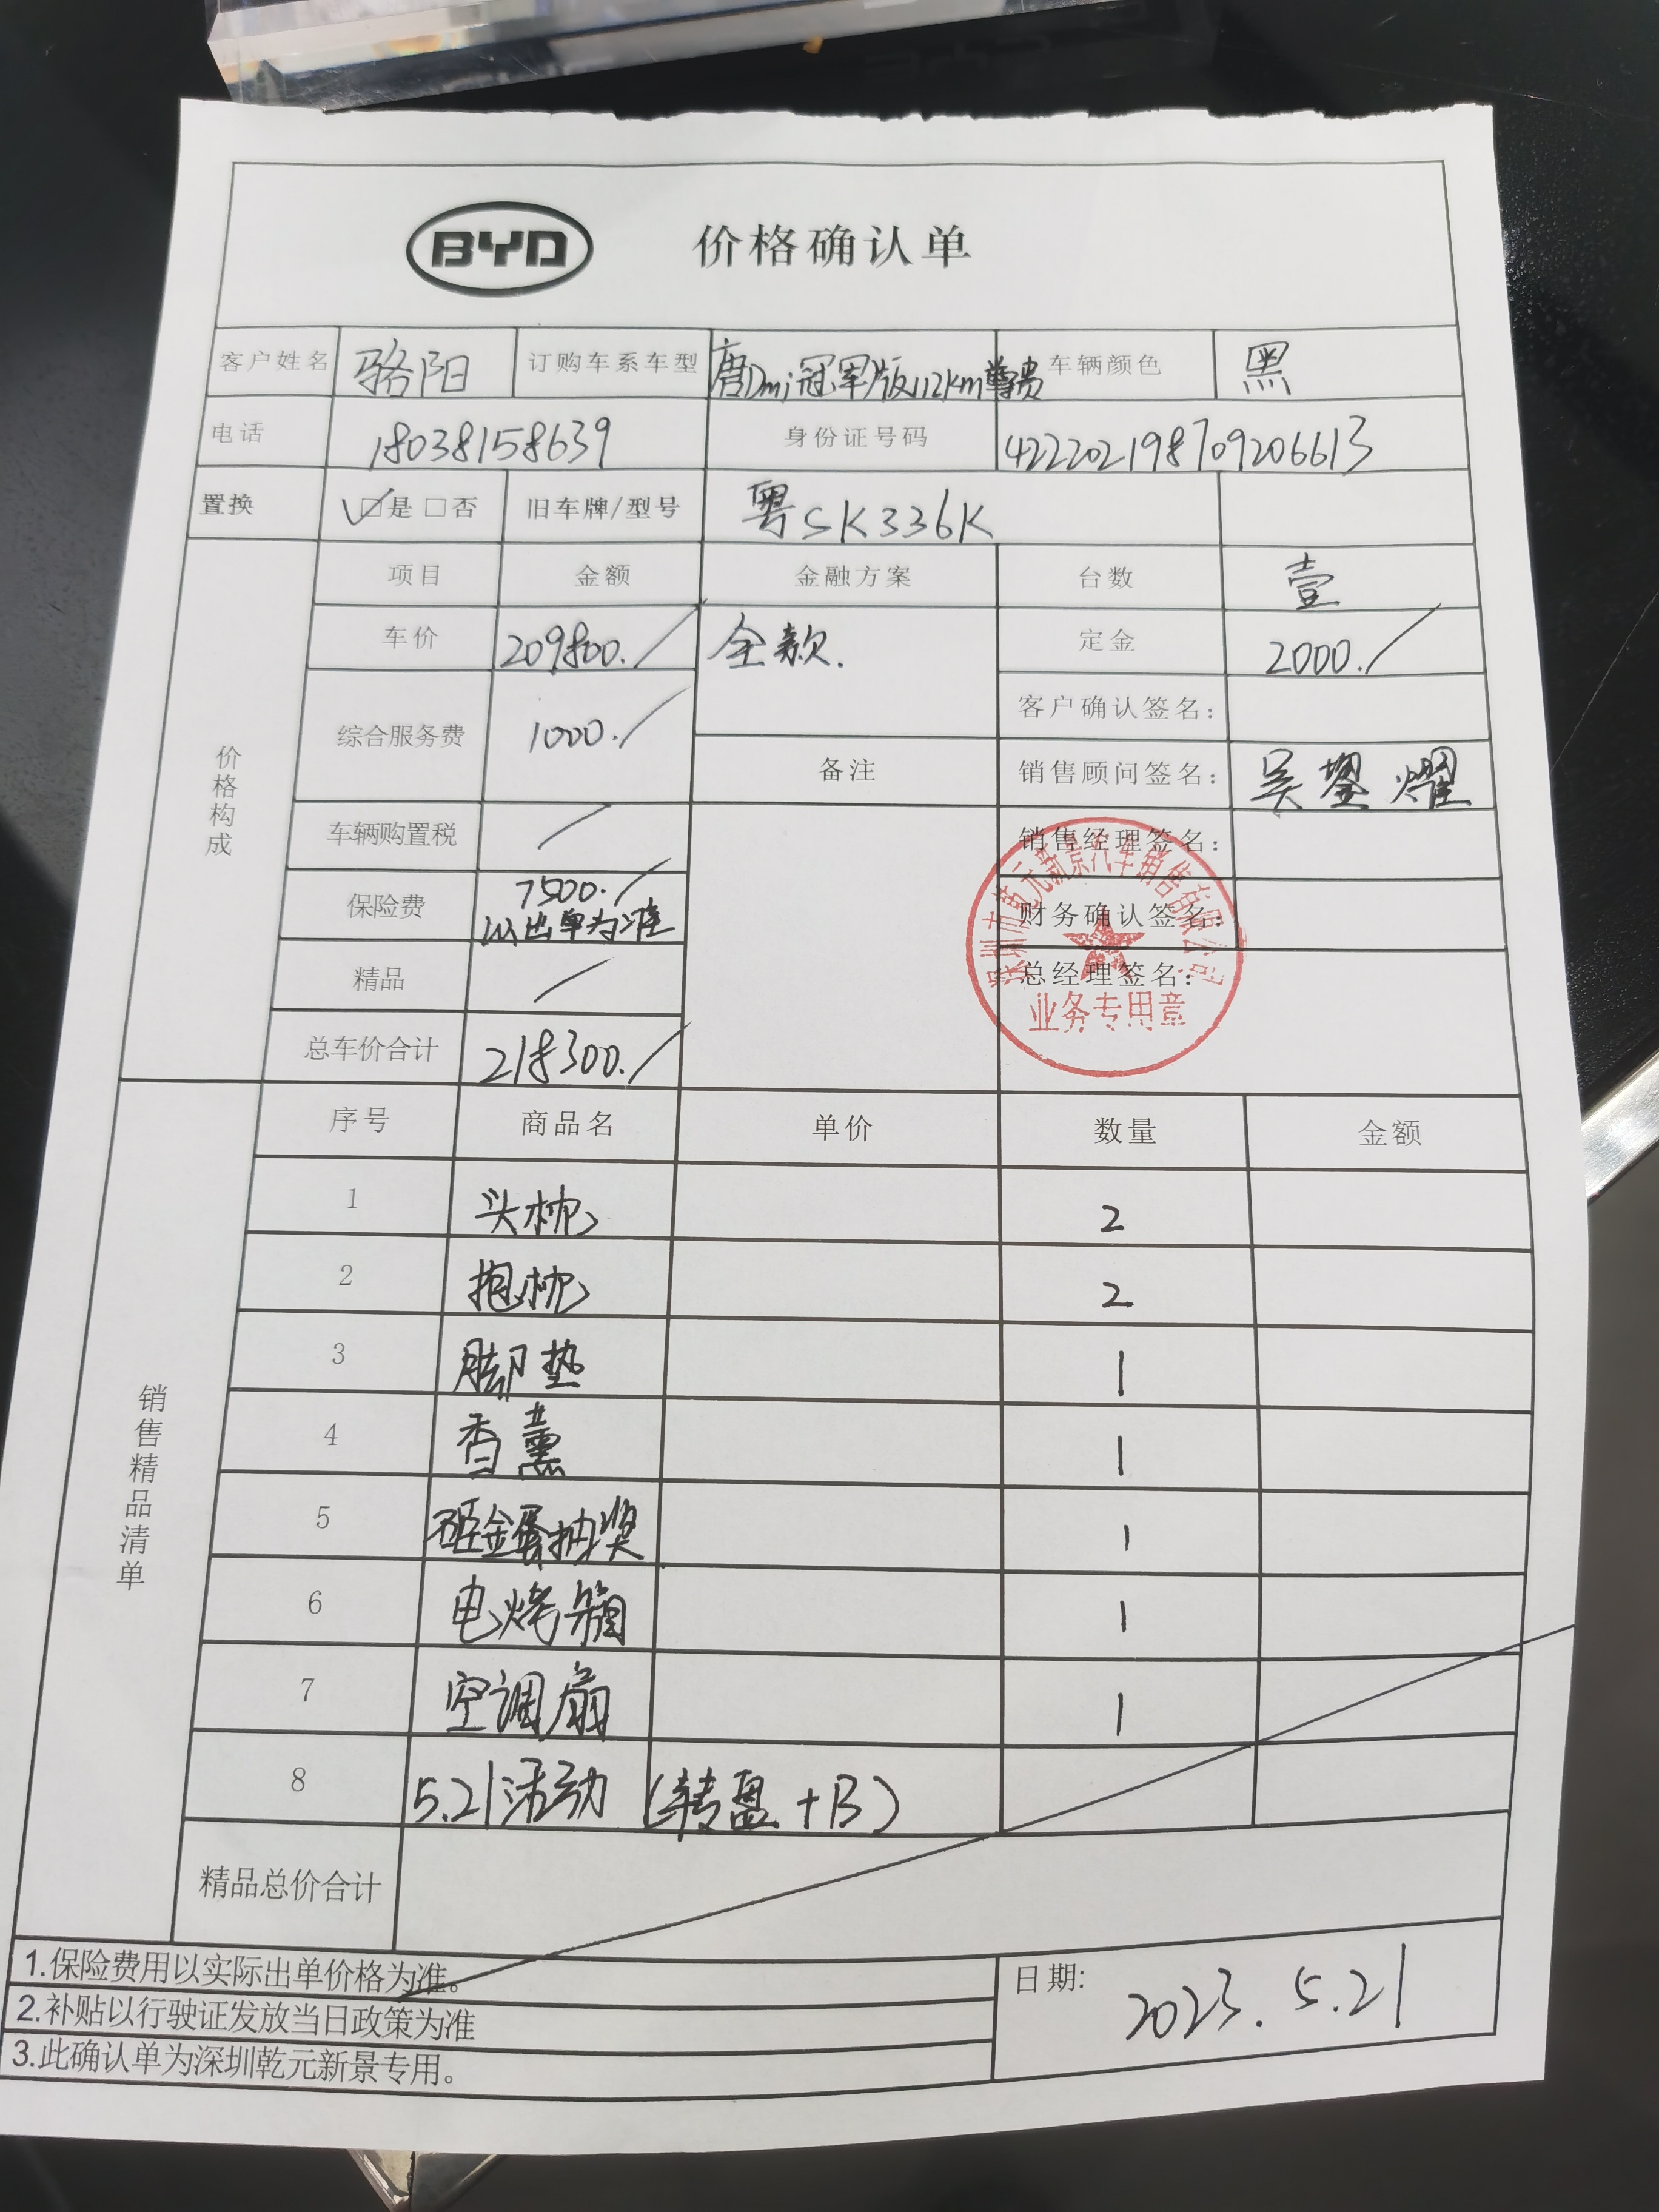 BYD 价格确认单
客户姓名 骆阳 订购车系车型 唐Dmi冠军版112km尊贵 车辆颜色 黑
电话 18038158639 身份证号码 422202198709206613
置换 ☑是 □否 旧车牌/型号 粤SK336K
价格构成
项目 金额 金融方案 台数 壹
车价 209800./ 全款. 定金 2000./
综合服务费 1000./ 客户确认签名:
备注 销售顾问签名: 吴 耀
车辆购置税 / 销售经理签名:
保险费 7500./ 财务确认签名:
以出单为准
精品 / 总经理签名:
深圳市乾元新景汽车销售有限公司
业务专用章
总车价合计 218300./
销售精品清单
序号 商品名 单价 数量 金额
1 头枕 2
2 抱枕 2
3 脚垫 1
4 香薰 1
5 砸金蛋抽奖 1
6 电烤箱 1
7 空调扇 1
8 5.21活动 (转盘+B)
精品总价合计
1.保险费用以实际出单价格为准。
2.补贴以行驶证发放当日政策为准
3.此确认单为深圳乾元新景专用。
日期: 2023.5.21